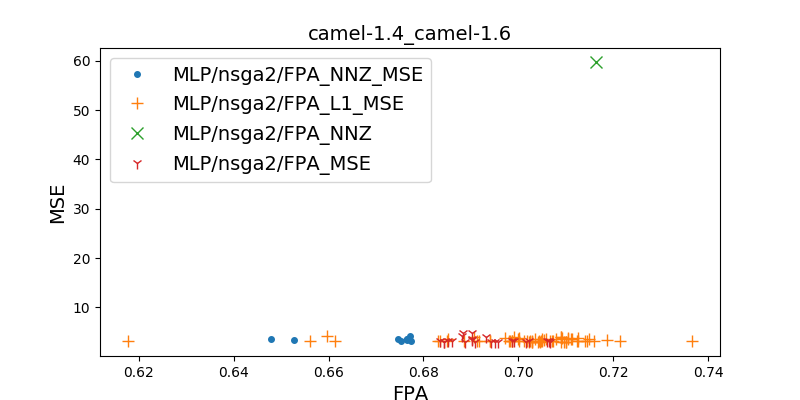 camel-1.4_camel-1.6
MLP/nsga2/FPA_NNZ_MSE
MLP/nsga2/FPA_L1_MSE
MLP/nsga2/FPA_NNZ
MLP/nsga2/FPA_MSE
60
50
40
30
20
10
MSE
0.62 0.64 0.66 0.68 0.70 0.72 0.74
FPA